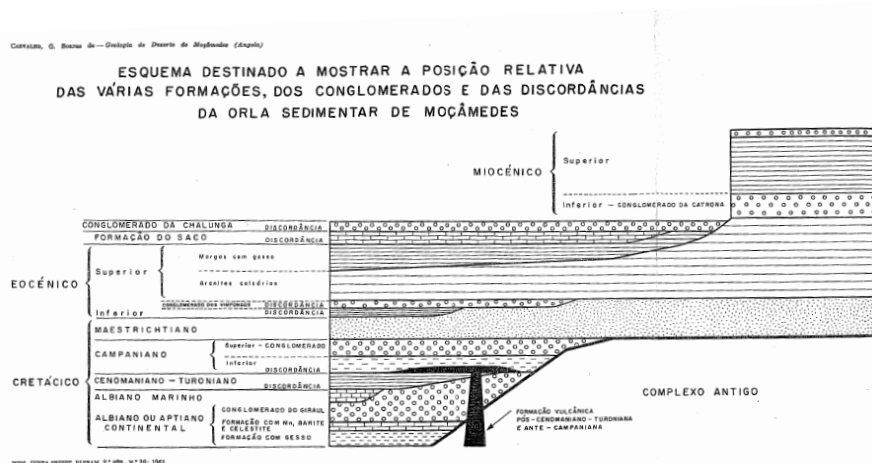 CARVALHO, G. Soares de — Geologia do Deserto de Moçâmedes (Angola)
ESQUEMA DESTINADO A MOSTRAR A POSIÇÃO RELATIVA
DAS VÁRIAS FORMAÇÕES, DOS CONGLOMERADOS E DAS DISCORDÂNCIAS
DA ORLA SEDIMENTAR DE MOÇÂMEDES
MIOCÉNICO
Superior
Inferior – CONGLOMERADO DA CATRONA
CONGLOMERADO DA CHALUNGA DISCORDÂNCIA
FORMAÇÃO DO SACO DISCORDÂNCIA
EOCÉNICO
Superior
Margas com gesso
Arenitos calcários
DISCORDÂNCIA
Inferior DISCORDÂNCIA
CRETÁCICO
MAESTRICHTIANO
CAMPANIANO
Superior – CONGLOMERADO
Inferior
DISCORDÂNCIA
CENOMANIANO – TURONIANO
DISCORDÂNCIA
ALBIANO MARINHO
ALBIANO OU APTIANO
CONTINENTAL
CONGLOMERADO DO GIRAUL
FORMAÇÃO COM Mn, BARITE
E CELESTITE
FORMAÇÃO COM GESSO
COMPLEXO ANTIGO
FORMAÇÃO VULCÂNICA
PÓS-CENOMANIANO-TURONIANA
E ANTE-CAMPANIANA